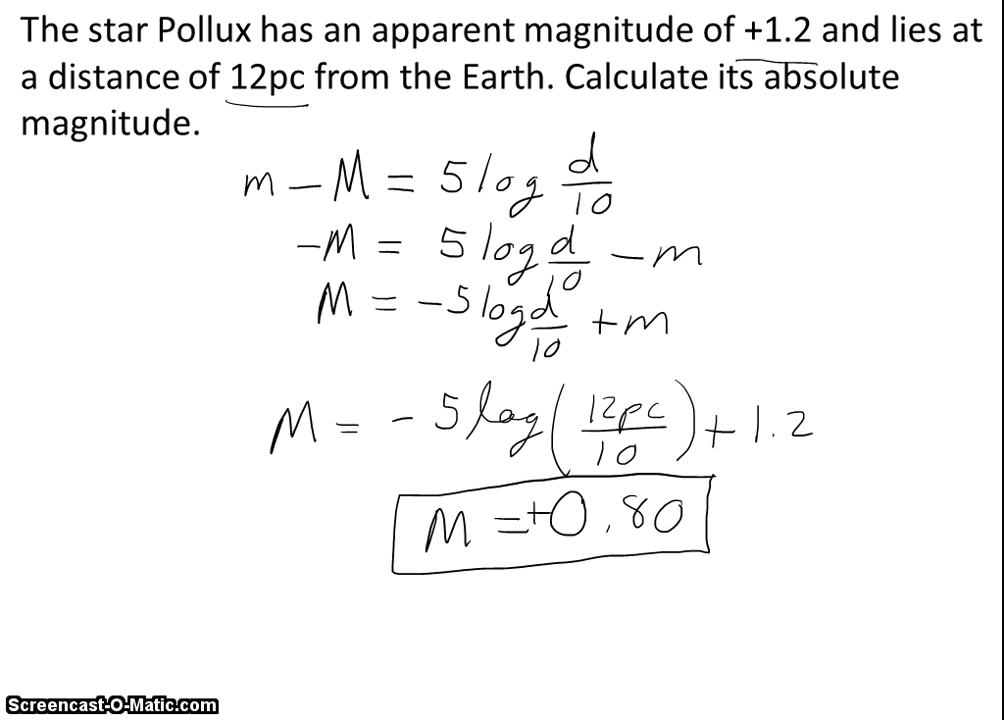 The star Pollux has an apparent magnitude of +1.2 and lies at
a distance of 12pc from the Earth. Calculate its absolute
magnitude.
m - M = 5 log d/10
-M = 5 log d/10 - m
M = -5 log d/10 + m
M = -5 log(12pc/10) + 1.2
M = +0.80
Screencast-O-Matic.com